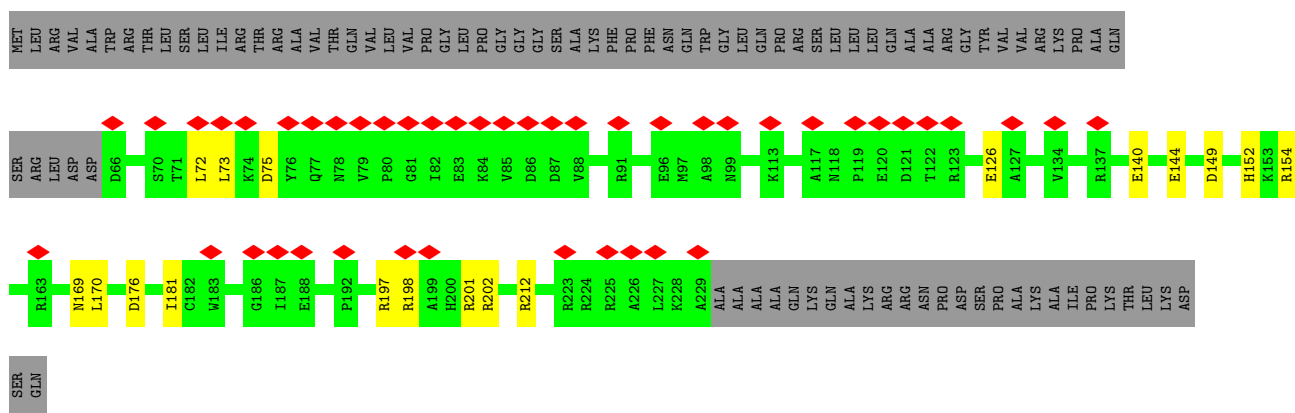 MET LEU ARG VAL ALA TRP ARG THR LEU SER LEU ILE ARG THR ARG ALA VAL THR GLN VAL LEU VAL PRO GLY LEU PRO GLY GLY GLY SER ALA LYS PHE PRO PHE ASN GLN TRP GLY LEU GLN PRO ARG SER LEU LEU LEU GLN ALA ALA ARG GLY TYR VAL VAL ARG LYS PRO ALA GLN
SER ARG LEU ASP ASP D66 S70 T71 L72 L73 K74 D75 Y76 Q77 N78 V79 P80 G81 I82 E83 K84 V85 D86 D87 V88 R91 E96 M97 A98 N99 K113 A117 N118 P119 E120 D121 T122 R123 E126 A127 V134 R137 E140 E144 D149 H152 K153 R154
R163 N169 L170 D176 I181 C182 W183 G186 I187 E188 P192 R197 R198 A199 H200 R201 R202 R212 R223 R224 R225 A226 L227 K228 A229 ALA ALA ALA ALA ALA GLN LYS GLN ALA LYS ARG ARG ASN PRO ASP SER PRO ALA LYS ALA ILE PRO LYS THR LEU LYS ASP
SER GLN